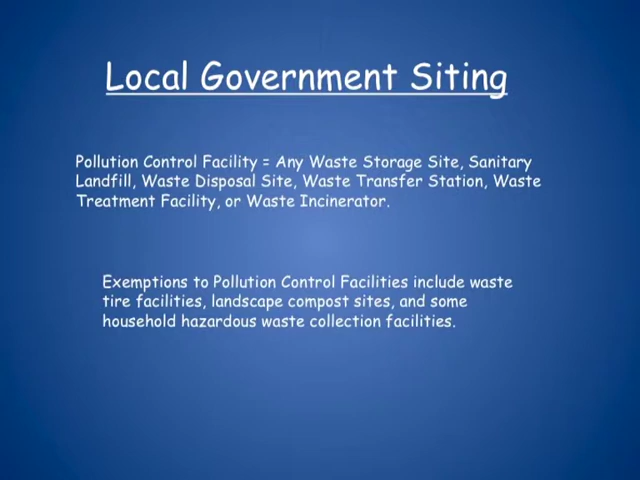 Local Government Siting
Pollution Control Facility = Any Waste Storage Site, Sanitary
Landfill, Waste Disposal Site, Waste Transfer Station, Waste
Treatment Facility, or Waste Incinerator.
Exemptions to Pollution Control Facilities include waste
tire facilities, landscape compost sites, and some
household hazardous waste collection facilities.